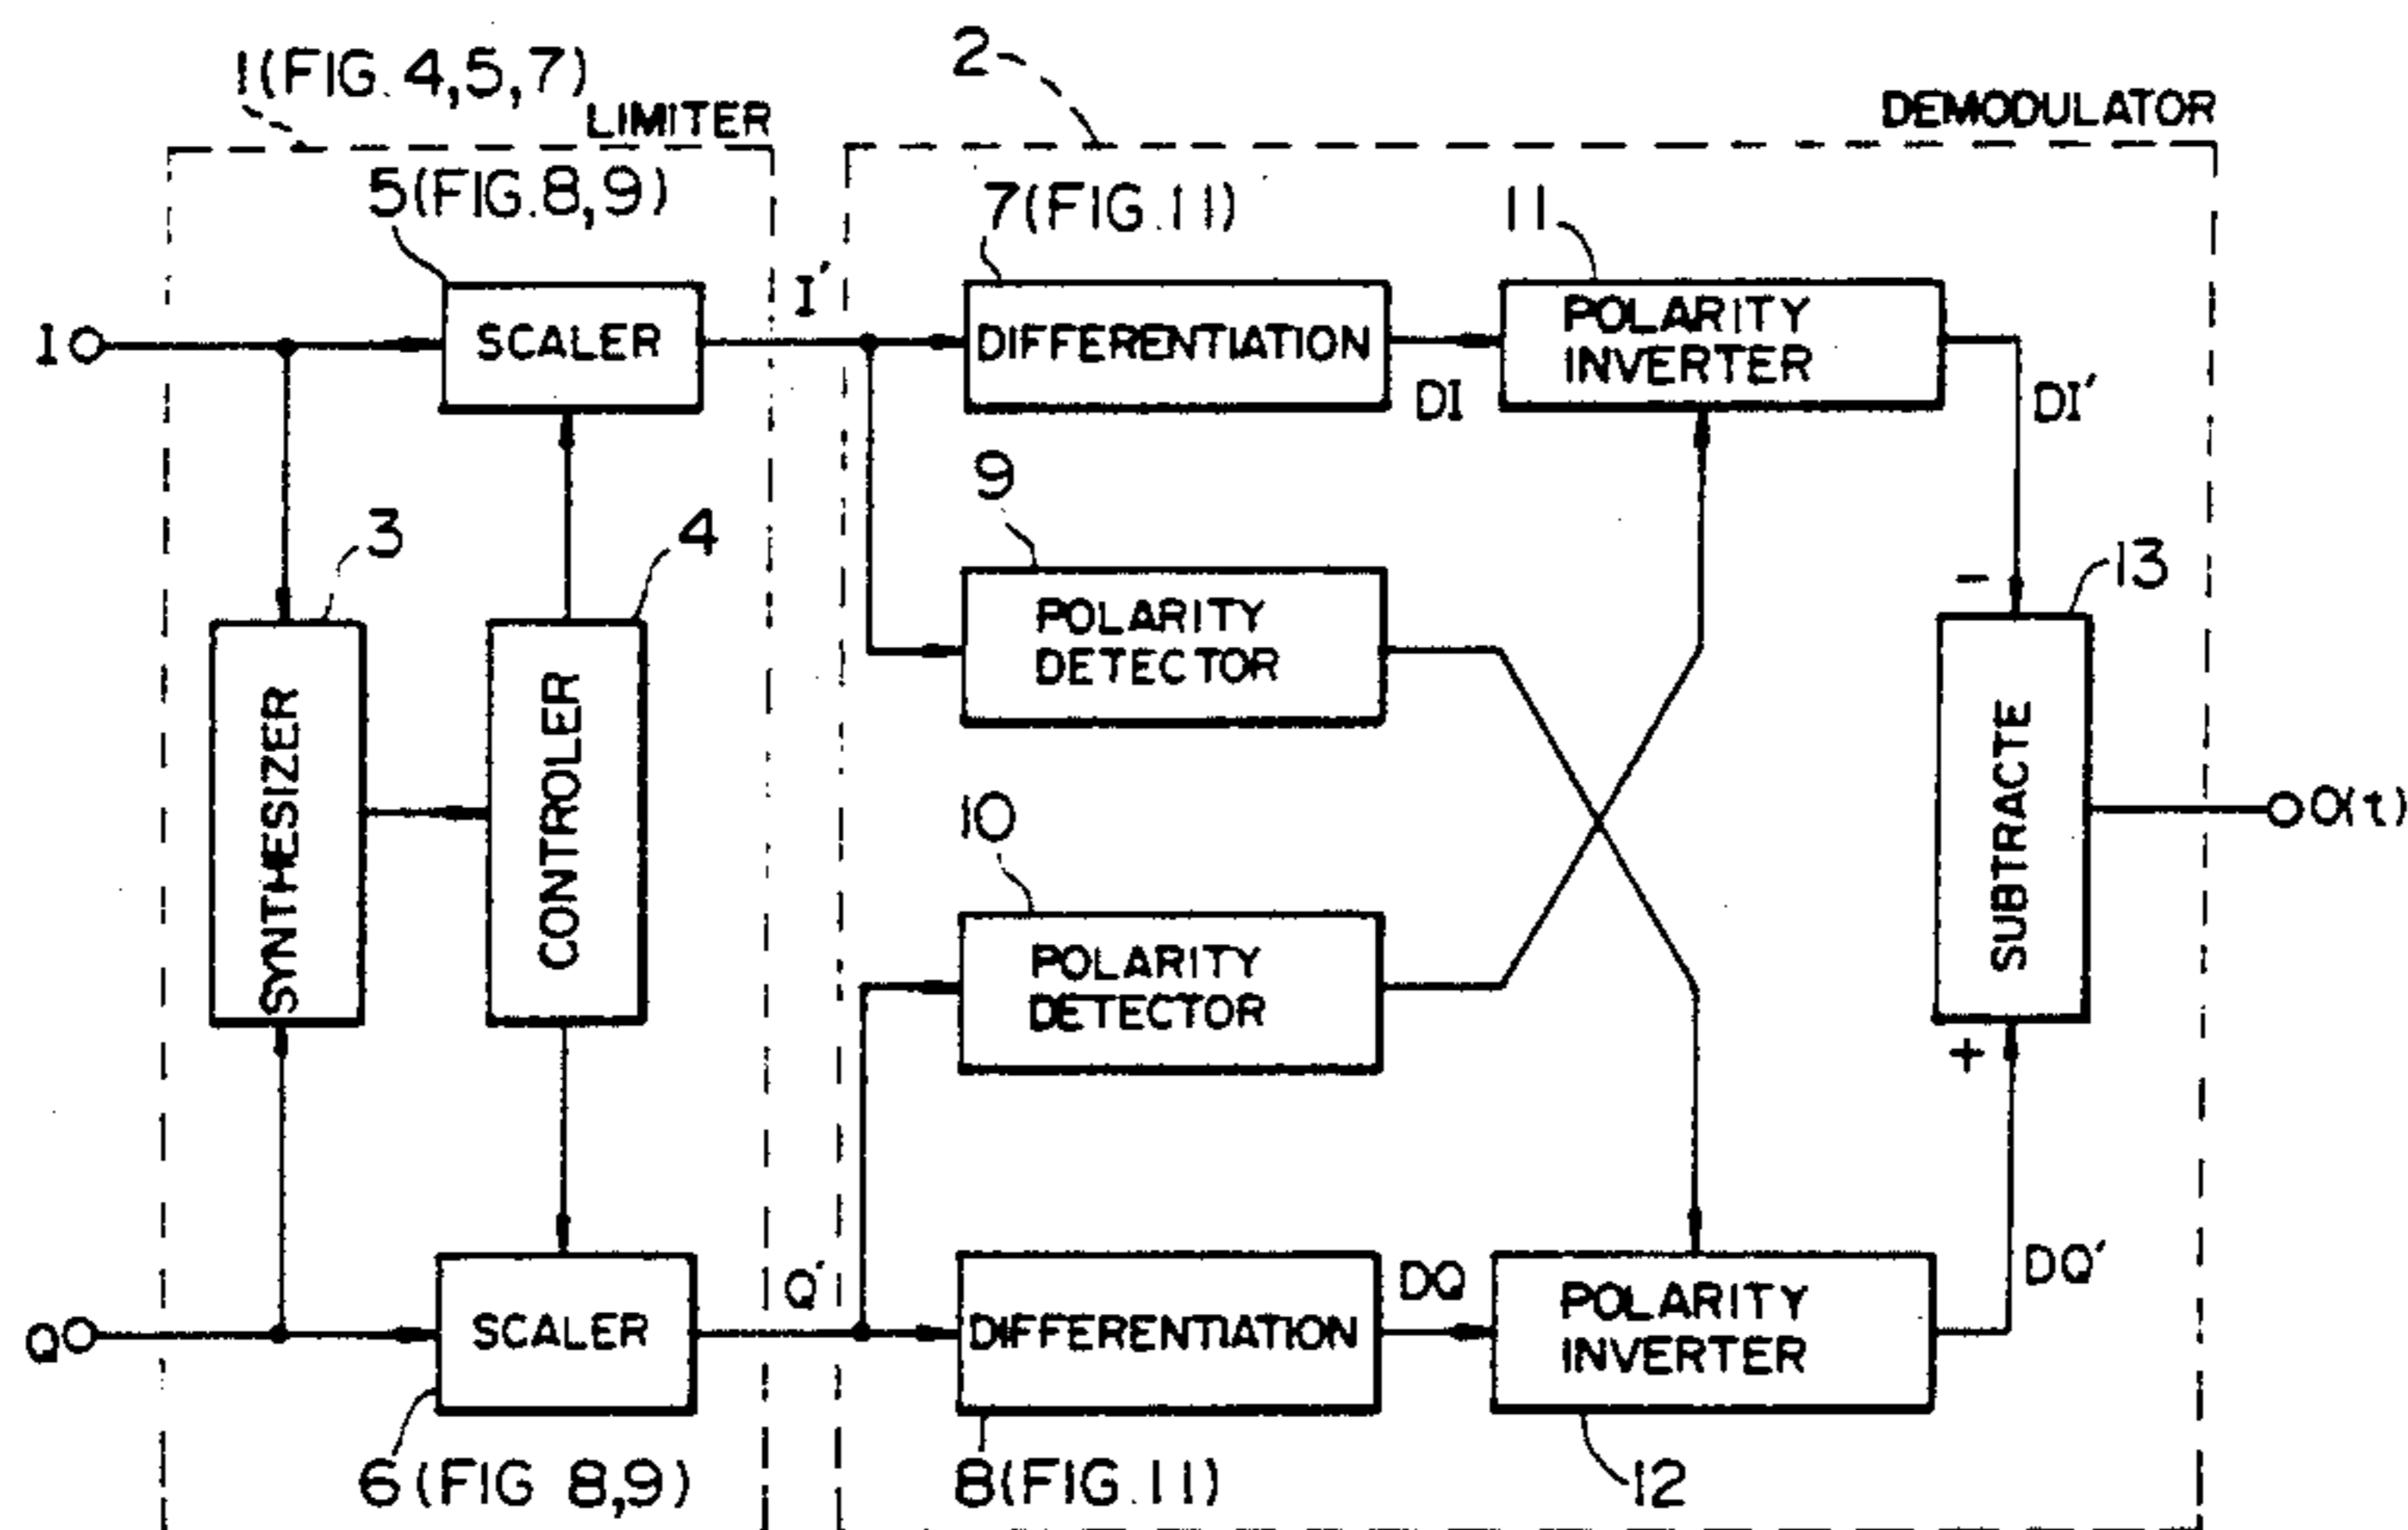 1(FIG.4,5,7)
LIMITER
2
DEMODULATOR
5(FIG.8,9)
7(FIG.11)
11
I
SCALER
I'
DIFFERENTIATION
DI
POLARITY
INVERTER
DI'
3
4
9
POLARITY
DETECTOR
-
13
SYNTHESIZER
CONTROLER
SUBTRACTE
O(t)
10
POLARITY
DETECTOR
+
Q
SCALER
Q'
DIFFERENTIATION
DQ
POLARITY
INVERTER
DQ'
6(FIG 8,9)
8(FIG.11)
12